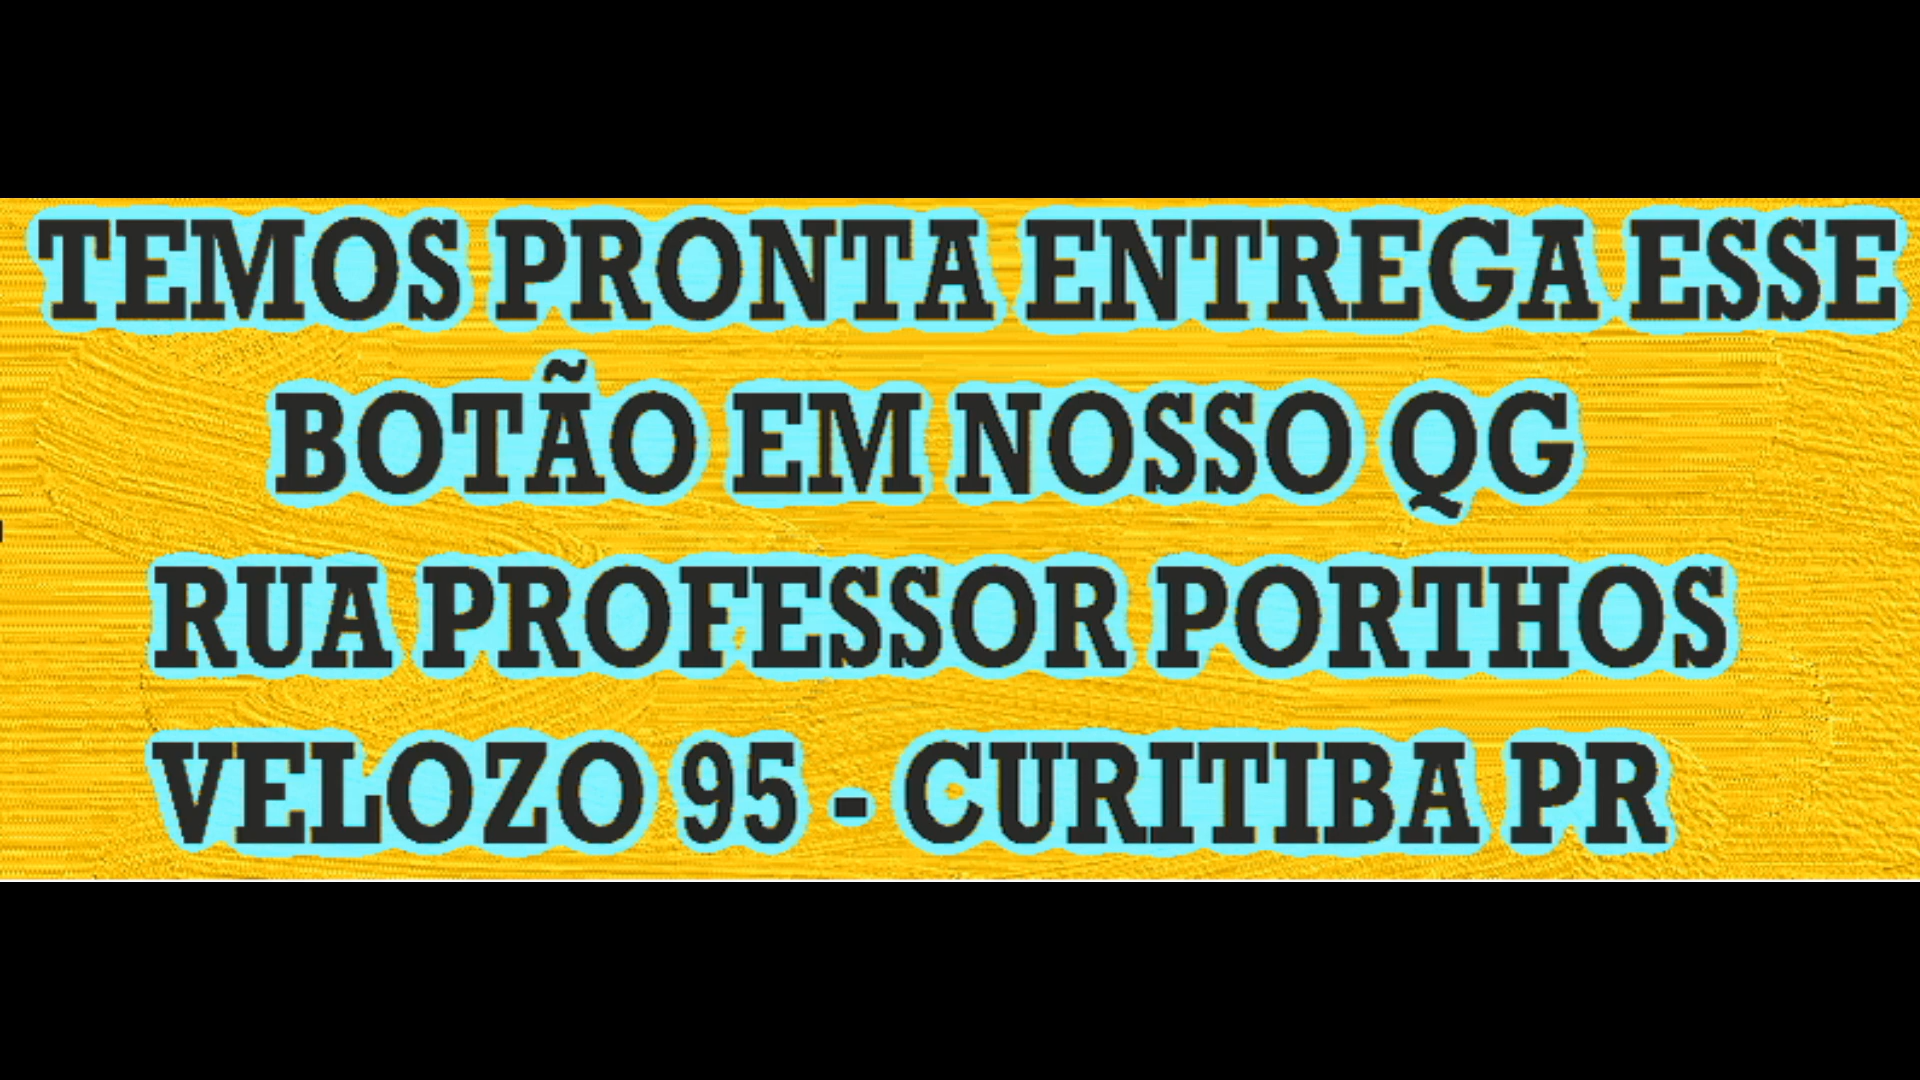 TEMOS PRONTA ENTREGA ESSE
BOTÃO EM NOSSO QG
RUA PROFESSOR PORTHOS
VELOZO 95 - CURITIBA PR